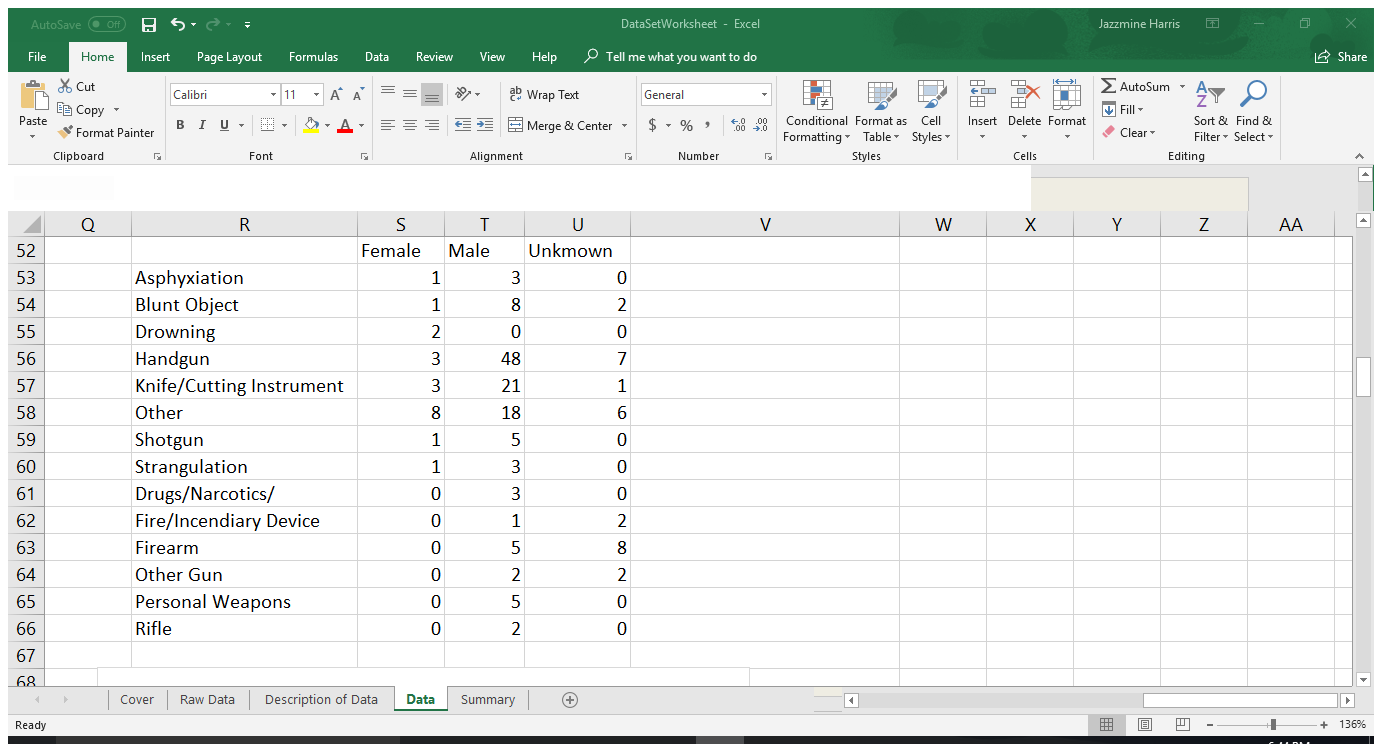 AutoSave Off DataSetWorksheet - Excel Jazzmine Harris
File Home Insert Page Layout Formulas Data Review View Help Tell me what you want to do Share
Cut
Copy
Format Painter
Paste
Clipboard
Calibri 11
B I U
Font
Wrap Text
Merge & Center
Alignment
General
$ % ,
Number
Conditional Formatting
Format as Table
Cell Styles
Styles
Insert Delete Format
Cells
AutoSum
Fill
Clear
Sort & Filter
Find & Select
Editing
Q R S T U V W X Y Z AA
52 Female Male Unkmown
53 Asphyxiation 1 3 0
54 Blunt Object 1 8 2
55 Drowning 2 0 0
56 Handgun 3 48 7
57 Knife/Cutting Instrument 3 21 1
58 Other 8 18 6
59 Shotgun 1 5 0
60 Strangulation 1 3 0
61 Drugs/Narcotics/ 0 3 0
62 Fire/Incendiary Device 0 1 2
63 Firearm 0 5 8
64 Other Gun 0 2 2
65 Personal Weapons 0 5 0
66 Rifle 0 2 0
67
68
Cover Raw Data Description of Data Data Summary
Ready 136%